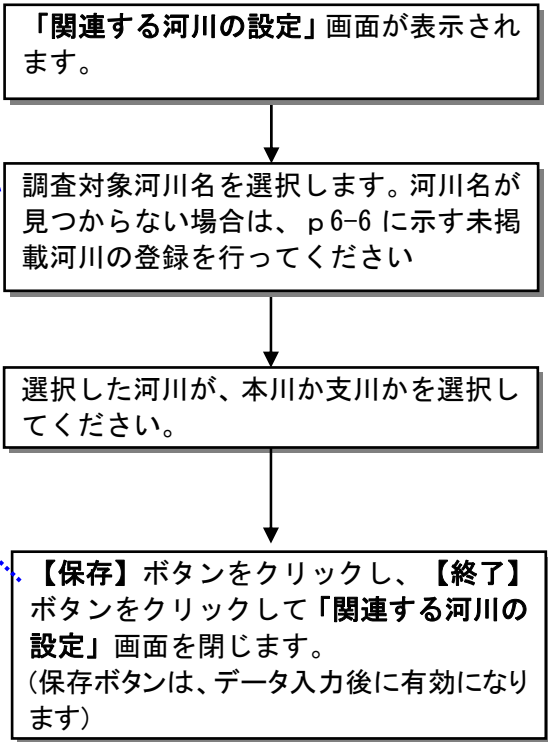 「関連する河川の設定」画面が表示され
ます。
調査対象河川名を選択します。河川名が
見つからない場合は、ｐ6-6 に示す未掲
載河川の登録を行ってください
選択した河川が、本川か支川かを選択し
てください。
【保存】ボタンをクリックし、【終了】
ボタンをクリックして「関連する河川の
設定」画面を閉じます。
(保存ボタンは、データ入力後に有効になり
ます)